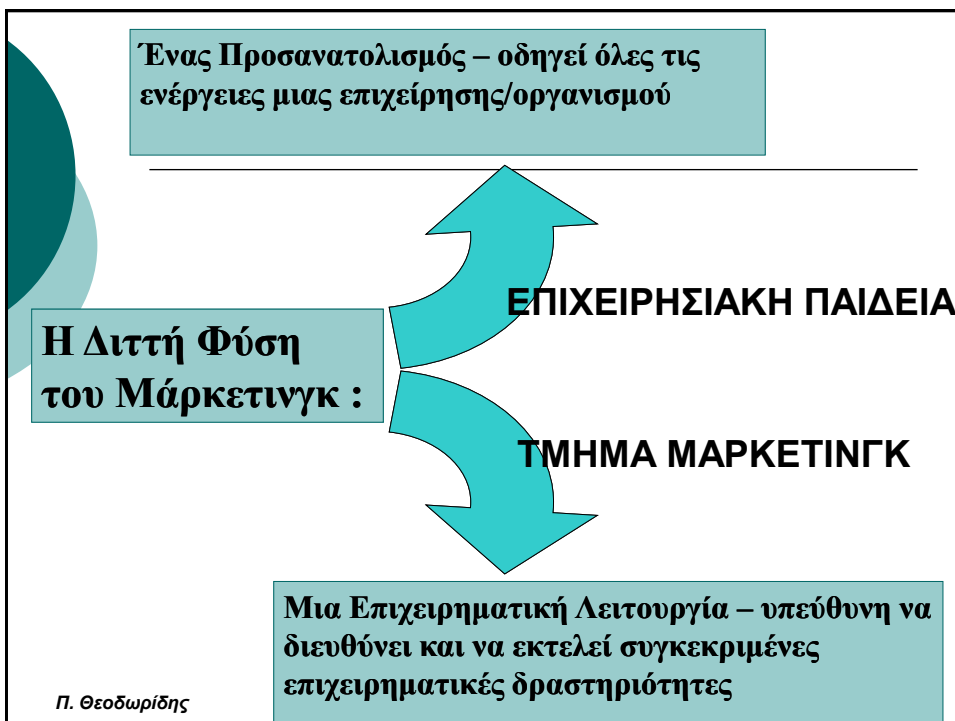 Ένας Προσανατολισμός – οδηγεί όλες τις
ενέργειες μιας επιχείρησης/οργανισμού
ΕΠΙΧΕΙΡΗΣΙΑΚΗ ΠΑΙΔΕΙΑ
Η Διττή Φύση
του Μάρκετινγκ :
ΤΜΗΜΑ ΜΑΡΚΕΤΙΝΓΚ
Μια Επιχειρηματική Λειτουργία – υπεύθυνη να
διευθύνει και να εκτελεί συγκεκριμένες
επιχειρηματικές δραστηριότητες
Π. Θεοδωρίδης